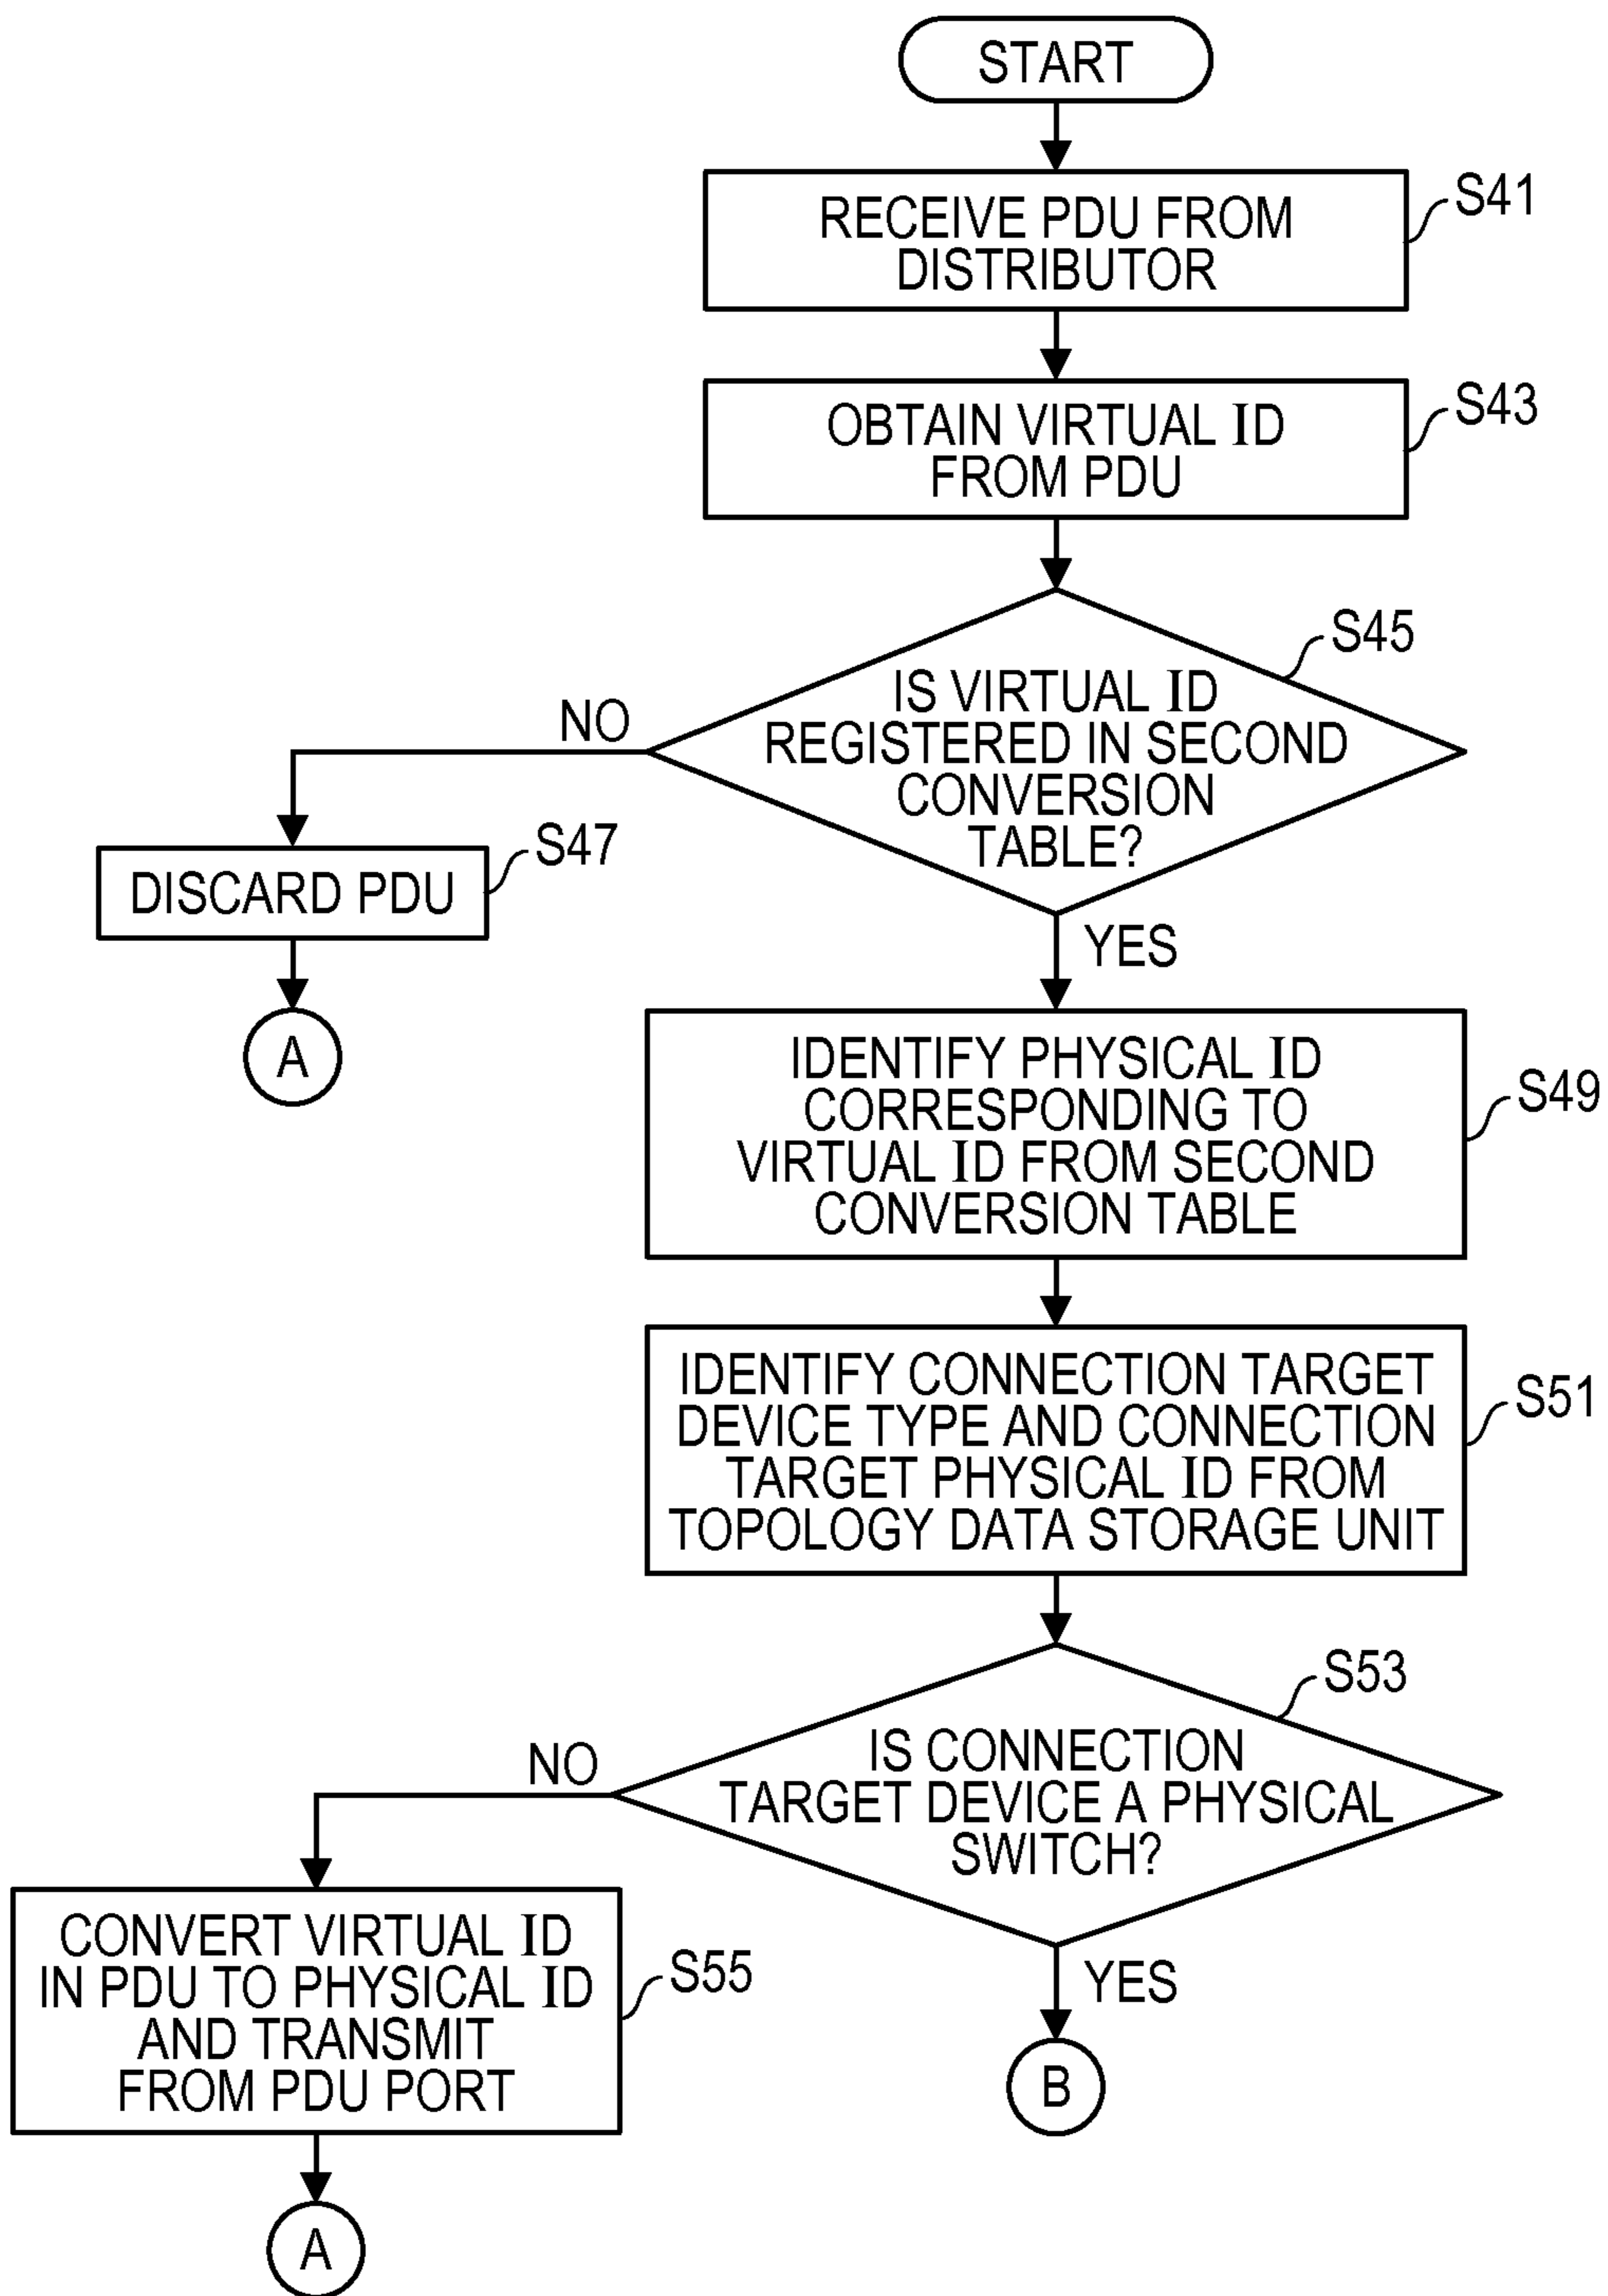 START
RECEIVE PDU FROM
DISTRIBUTOR
S41
OBTAIN VIRTUAL ID
FROM PDU
S43
IS VIRTUAL ID
REGISTERED IN SECOND
CONVERSION
TABLE?
S45
NO
DISCARD PDU
S47
A
YES
IDENTIFY PHYSICAL ID
CORRESPONDING TO
VIRTUAL ID FROM SECOND
CONVERSION TABLE
S49
IDENTIFY CONNECTION TARGET
DEVICE TYPE AND CONNECTION
TARGET PHYSICAL ID FROM
TOPOLOGY DATA STORAGE UNIT
S51
IS CONNECTION
TARGET DEVICE A PHYSICAL
SWITCH?
S53
NO
CONVERT VIRTUAL ID
IN PDU TO PHYSICAL ID
AND TRANSMIT
FROM PDU PORT
S55
A
YES
B